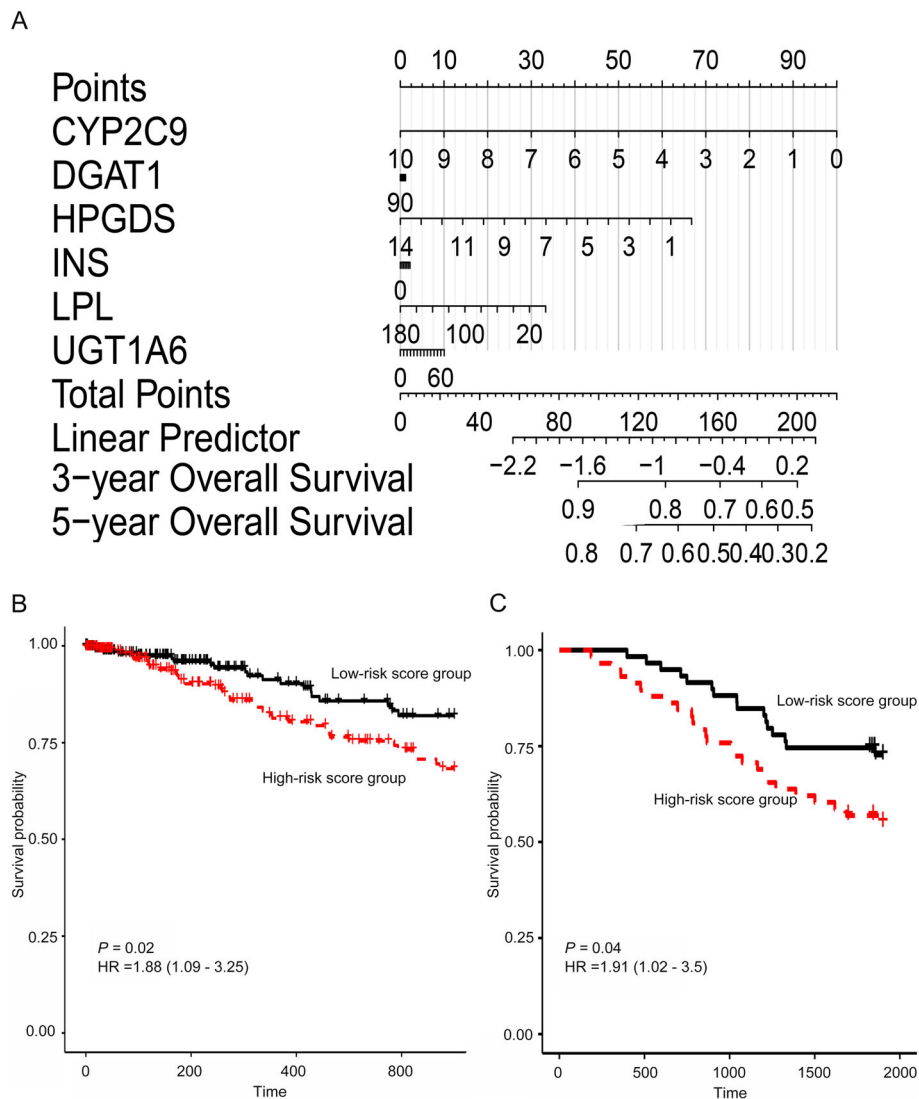 A
0 10 30 50 70 90
Points
CYP2C9
10 9 8 7 6 5 4 3 2 1 0
DGAT1
90
HPGDS
14 11 9 7 5 3 1
INS
0
LPL
180 100 20
UGT1A6
0 60
Total Points
0 40 80 120 160 200
Linear Predictor
−2.2 −1.6 −1 −0.4 0.2
3−year Overall Survival
0.9 0.8 0.7 0.6 0.5
5−year Overall Survival
0.8 0.7 0.6 0.5 0.4 0.3 0.2
B
1.00
0.75
0.50
0.25
0.00
Survival probability
Low-risk score group
High-risk score group
P = 0.02
HR =1.88 (1.09 - 3.25)
0 200 400 600 800
Time
C
1.00
0.75
0.50
0.25
0.00
Survival probability
Low-risk score group
High-risk score group
P = 0.04
HR =1.91 (1.02 - 3.5)
0 500 1000 1500 2000
Time